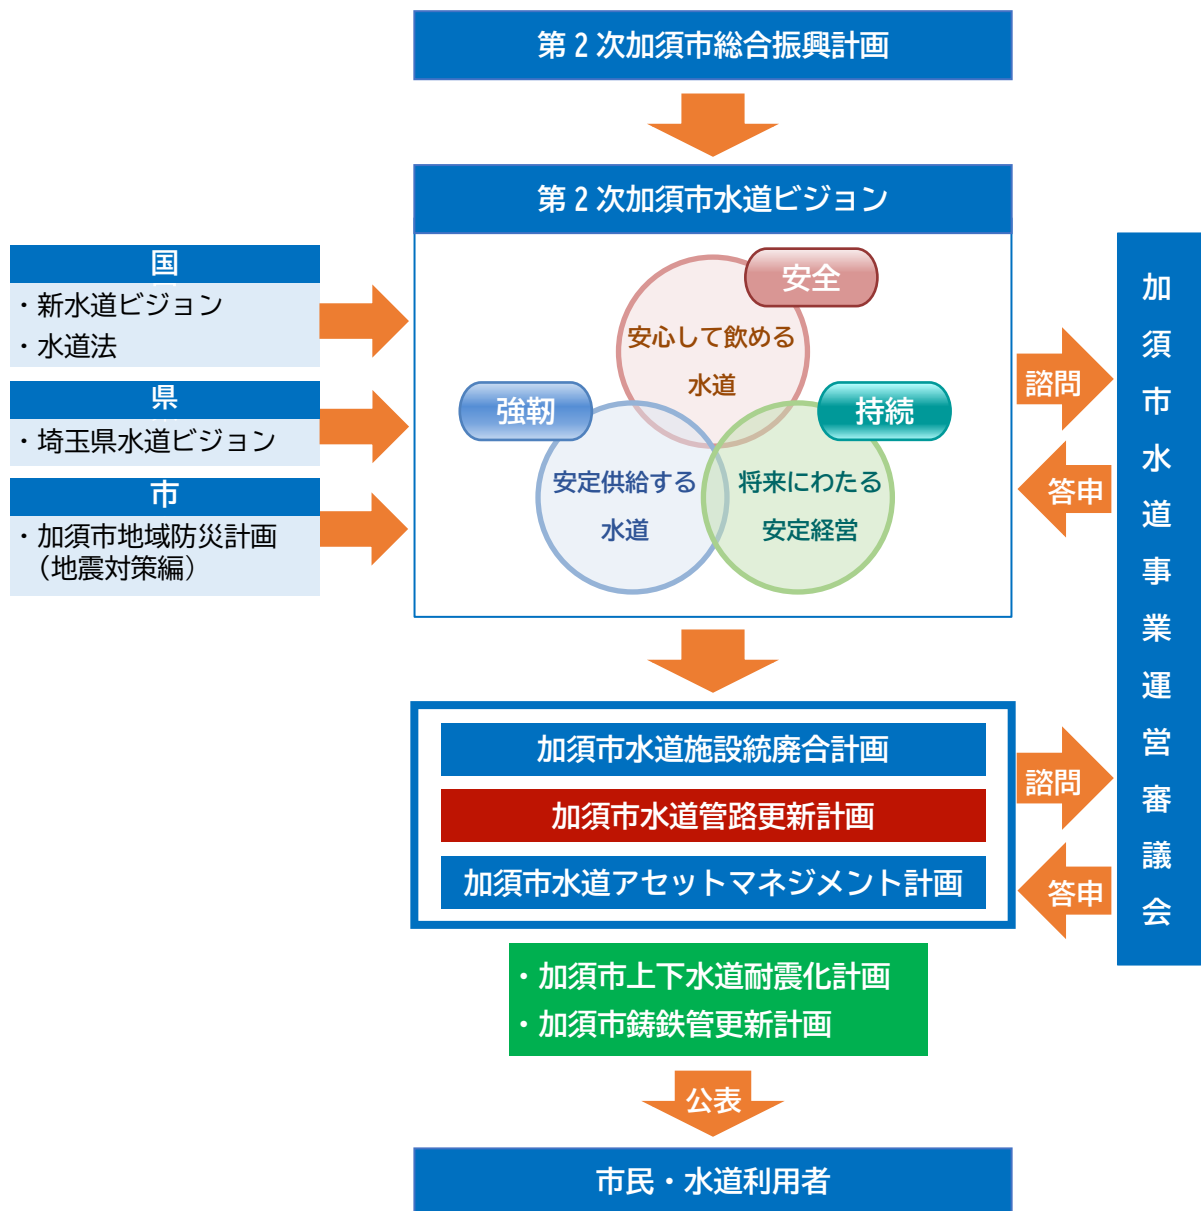 第2次加須市総合振興計画
第2次加須市水道ビジョン
国
・新水道ビジョン
・水道法
県
・埼玉県水道ビジョン
市
・加須市地域防災計画
（地震対策編）
安全
安心して飲める
水道
強靭
安定供給する
水道
持続
将来にわたる
安定経営
諮問
答申
加須市水道事業運営審議会
加須市水道施設統廃合計画
加須市水道管路更新計画
加須市水道アセットマネジメント計画
諮問
答申
・加須市上下水道耐震化計画
・加須市鋳鉄管更新計画
公表
市民・水道利用者